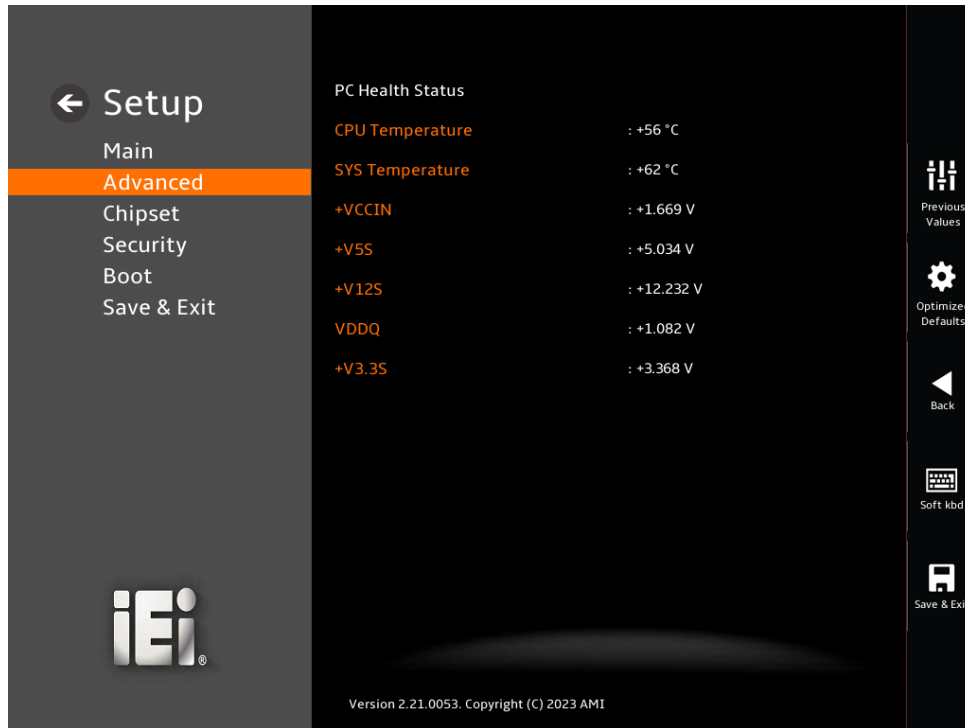 Setup
Main
Advanced
Chipset
Security
Boot
Save & Exit
PC Health Status
CPU Temperature : +56 °C
SYS Temperature : +62 °C
+VCCIN : +1.669 V
+V5S : +5.034 V
+V12S : +12.232 V
VDDQ : +1.082 V
+V3.3S : +3.368 V
Previous
Values
Optimize
Defaults
Back
Soft kbd
Save & Exi
iEi®
Version 2.21.0053. Copyright (C) 2023 AMI